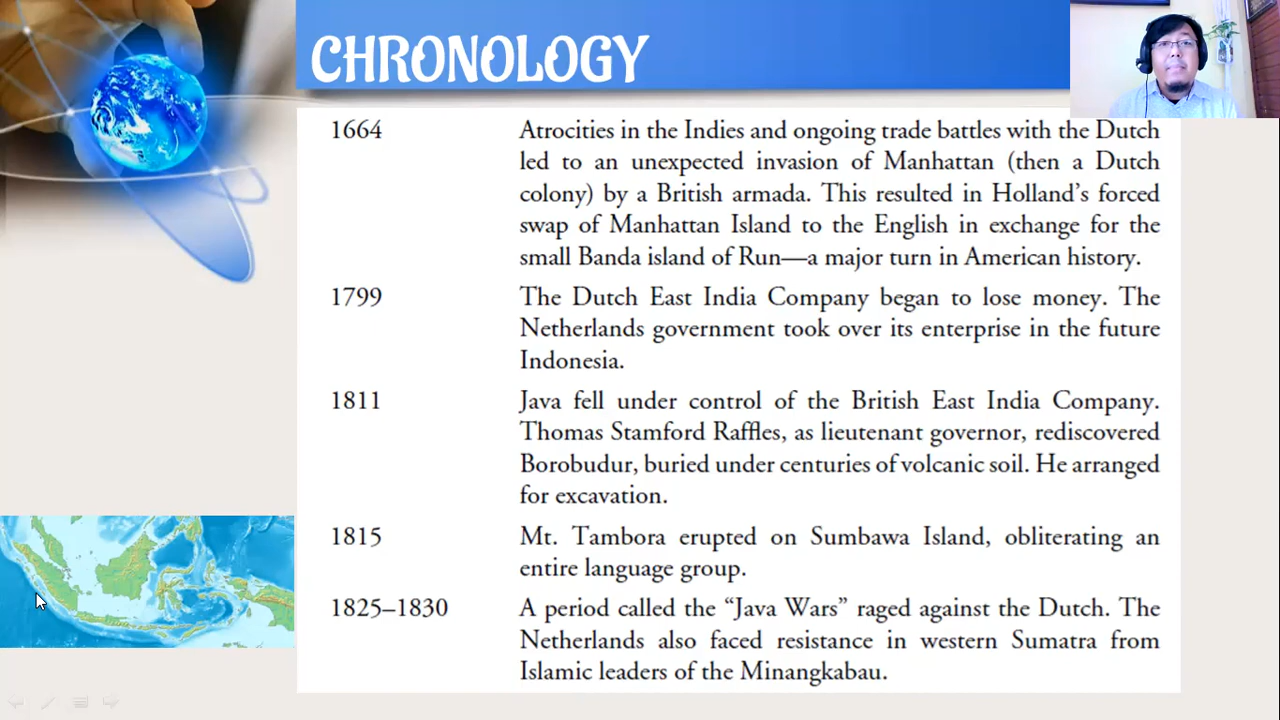 CHRONOLOGY
1664 Atrocities in the Indies and ongoing trade battles with the Dutch
led to an unexpected invasion of Manhattan (then a Dutch
colony) by a British armada. This resulted in Holland’s forced
swap of Manhattan Island to the English in exchange for the
small Banda island of Run—a major turn in American history.
1799 The Dutch East India Company began to lose money. The
Netherlands government took over its enterprise in the future
Indonesia.
1811 Java fell under control of the British East India Company.
Thomas Stamford Raffles, as lieutenant governor, rediscovered
Borobudur, buried under centuries of volcanic soil. He arranged
for excavation.
1815 Mt. Tambora erupted on Sumbawa Island, obliterating an
entire language group.
1825–1830 A period called the “Java Wars” raged against the Dutch. The
Netherlands also faced resistance in western Sumatra from
Islamic leaders of the Minangkabau.